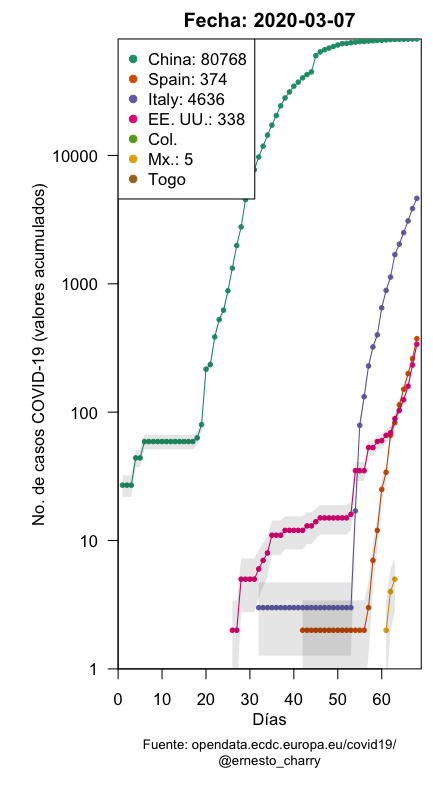 Fecha: 2020-03-07
China: 80768
Spain: 374
Italy: 4636
EE. UU.: 338
Col.
Mx.: 5
Togo
No. de casos COVID-19 (valores acumulados)
10000
1000
100
10
1
0 10 20 30 40 50 60
Días
Fuente: opendata.ecdc.europa.eu/covid19/
@ernesto_charry